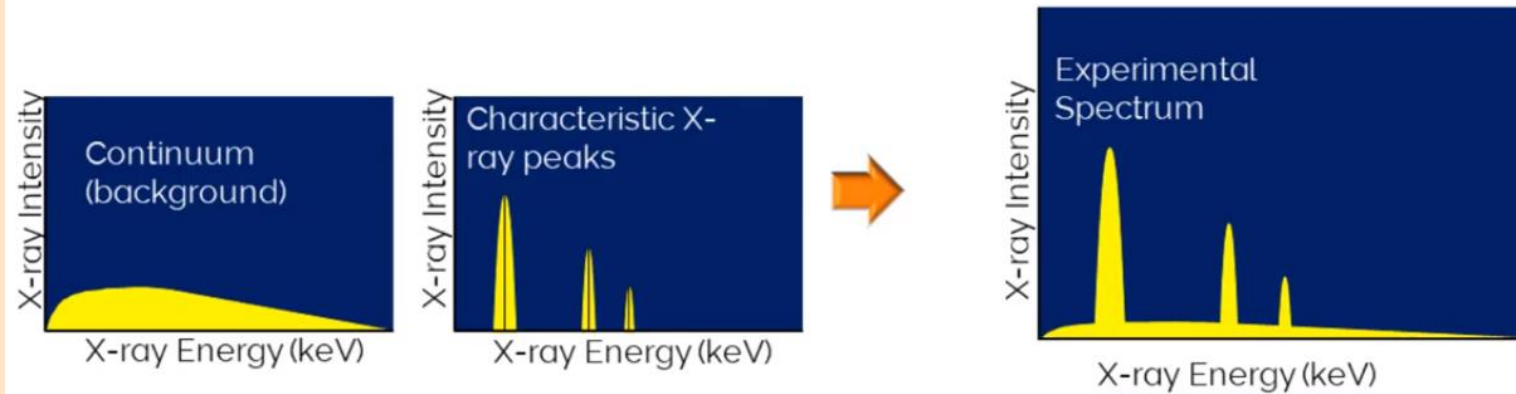 X-ray Intensity
Continuum
(background)
X-ray Energy (keV)
X-ray Intensity
Characteristic X-
ray peaks
X-ray Energy (keV)
X-ray Intensity
Experimental
Spectrum
X-ray Energy (keV)